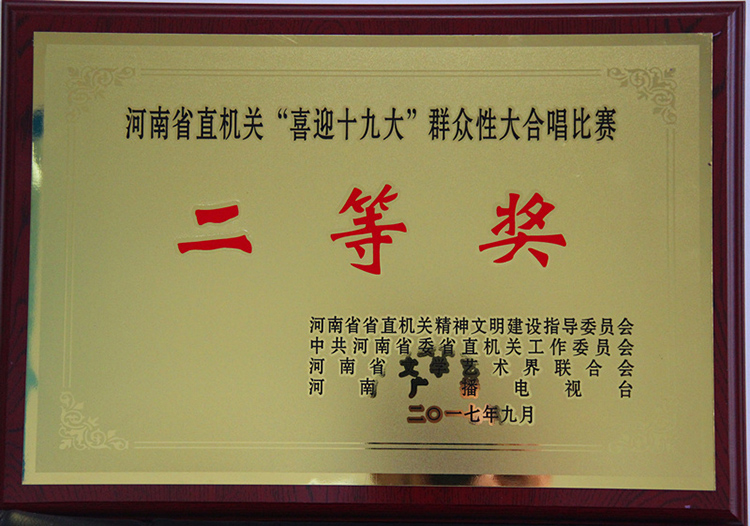 河南省直机关“喜迎十九大”群众性大合唱比赛
二等奖
河南省省直机关精神文明建设指导委员会
中共河南省委省直机关工作委员会
河南省文学艺术界联合会
河南广播电视台
二〇一七年九月